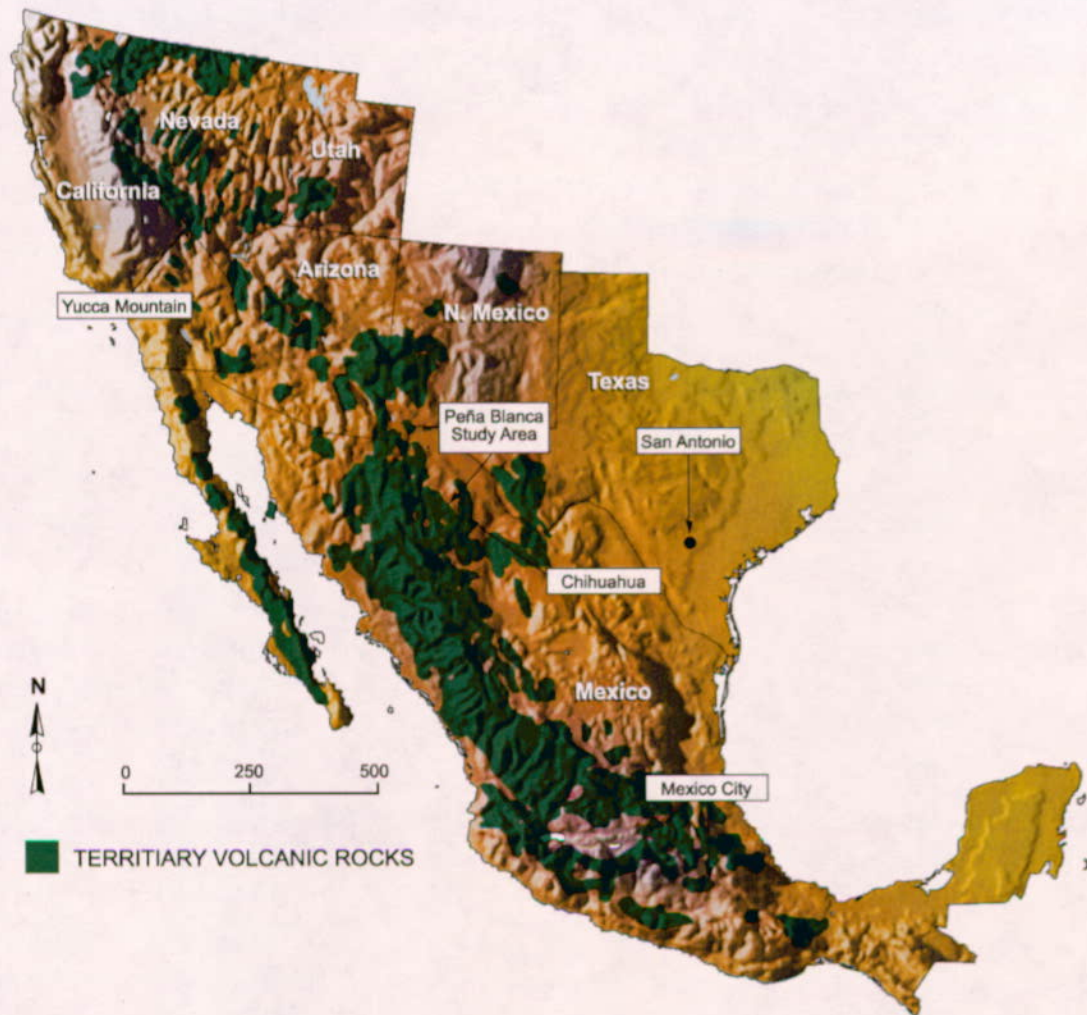 Nevada
Utah
California
Arizona
Yucca Mountain
N. Mexico
Texas
Peña Blanca
Study Area
San Antonio
Chihuahua
Mexico
N
0 250 500
Mexico City
TERRITIARY VOLCANIC ROCKS